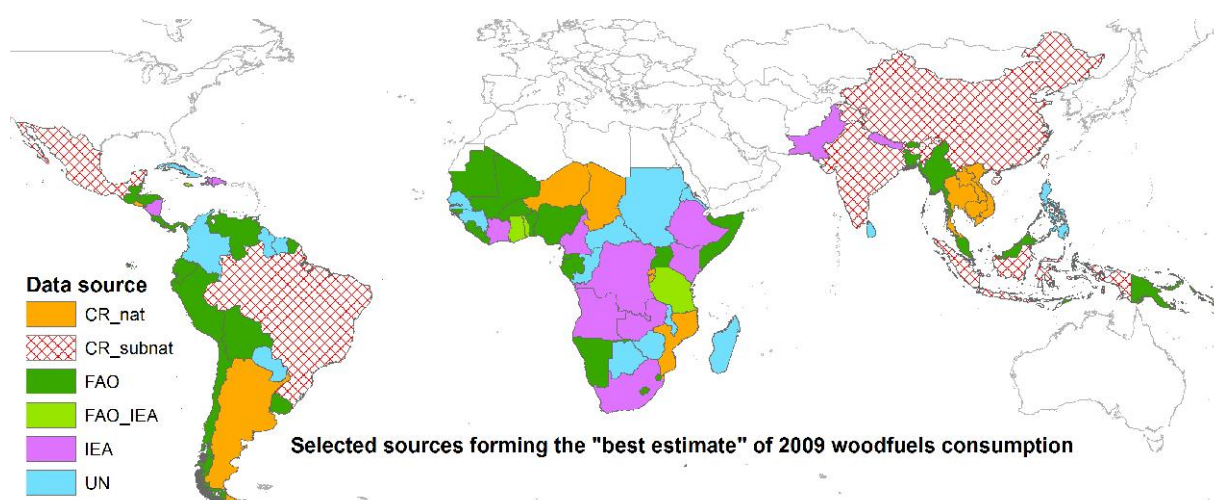 Data source
CR_nat
CR_subnat
FAO
FAO_IEA
IEA
UN
Selected sources forming the "best estimate" of 2009 woodfuels consumption